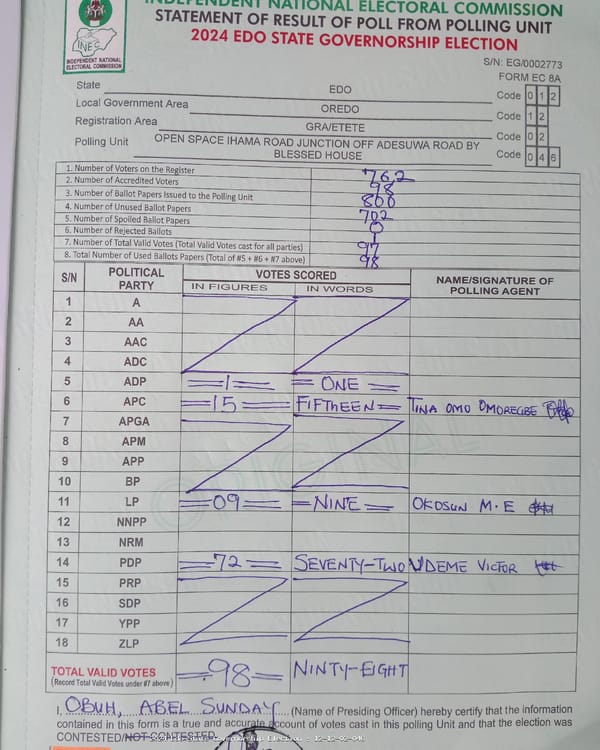 INDEPENDENT NATIONAL ELECTORAL COMMISSION
STATEMENT OF RESULT OF POLL FROM POLLING UNIT
2024 EDO STATE GOVERNORSHIP ELECTION
INEC
INDEPENDENT NATIONAL
ELECTORAL COMMISSION
S/N: EG/0002773
FORM EC 8A
State EDO Code 0 1 2
Local Government Area OREDO Code 1 2
Registration Area GRA/ETETE Code 0 2
Polling Unit OPEN SPACE IHAMA ROAD JUNCTION OFF ADESUWA ROAD BY
BLESSED HOUSE Code 0 4 6
1. Number of Voters on the Register 762
2. Number of Accredited Voters 98
3. Number of Ballot Papers Issued to the Polling Unit 800
4. Number of Unused Ballot Papers 702
5. Number of Spoiled Ballot Papers 0
6. Number of Rejected Ballots 1
7. Number of Total Valid Votes (Total Valid Votes cast for all parties) 97
8. Total Number of Used Ballots Papers (Total of #5 + #6 + #7 above) 98
S/N POLITICAL PARTY VOTES SCORED NAME/SIGNATURE OF POLLING AGENT
IN FIGURES IN WORDS
1 A
2 AA
3 AAC
4 ADC
5 ADP =1= =ONE=
6 APC =15= FIFTHEEN= TINA OMO OMOREGBE
7 APGA
8 APM
9 APP
10 BP
11 LP =09= =NINE= OKOSUN M.E
12 NNPP
13 NRM
14 PDP =72= SEVENTY-TWO UDEME VICTOR
15 PRP
16 SDP
17 YPP
18 ZLP
ORIGINAL
TOTAL VALID VOTES =98= NINTY-EIGHT
(Record Total Valid Votes under #7 above)
I, OBUH, ABEL SUNDAY (Name of Presiding Officer) hereby certify that the information
contained in this form is a true and accurate account of votes cast in this polling Unit and that the election was
CONTESTED/NOT CONTESTED.